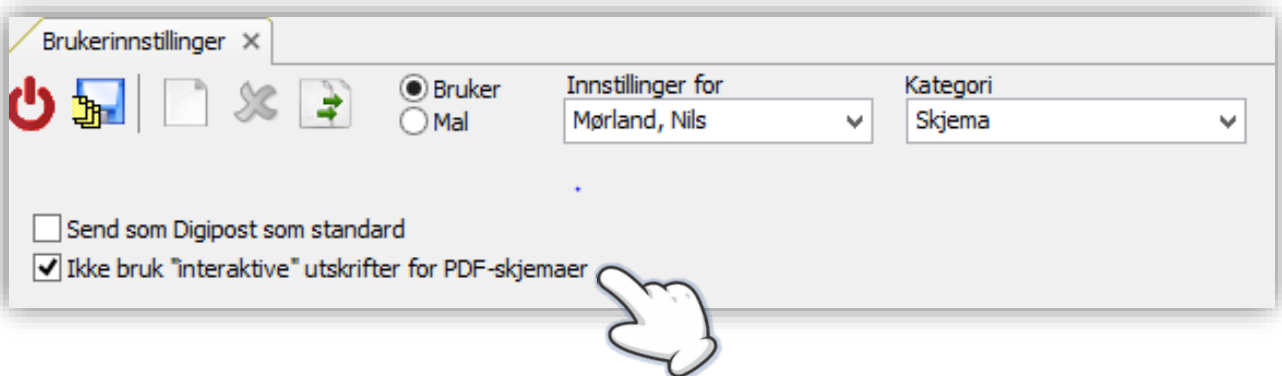 Brukerinnstillinger
Bruker
Mal
Innstillinger for
Mørland, Nils
Kategori
Skjema
Send som Digipost som standard
Ikke bruk "interaktive" utskrifter for PDF-skjemaer